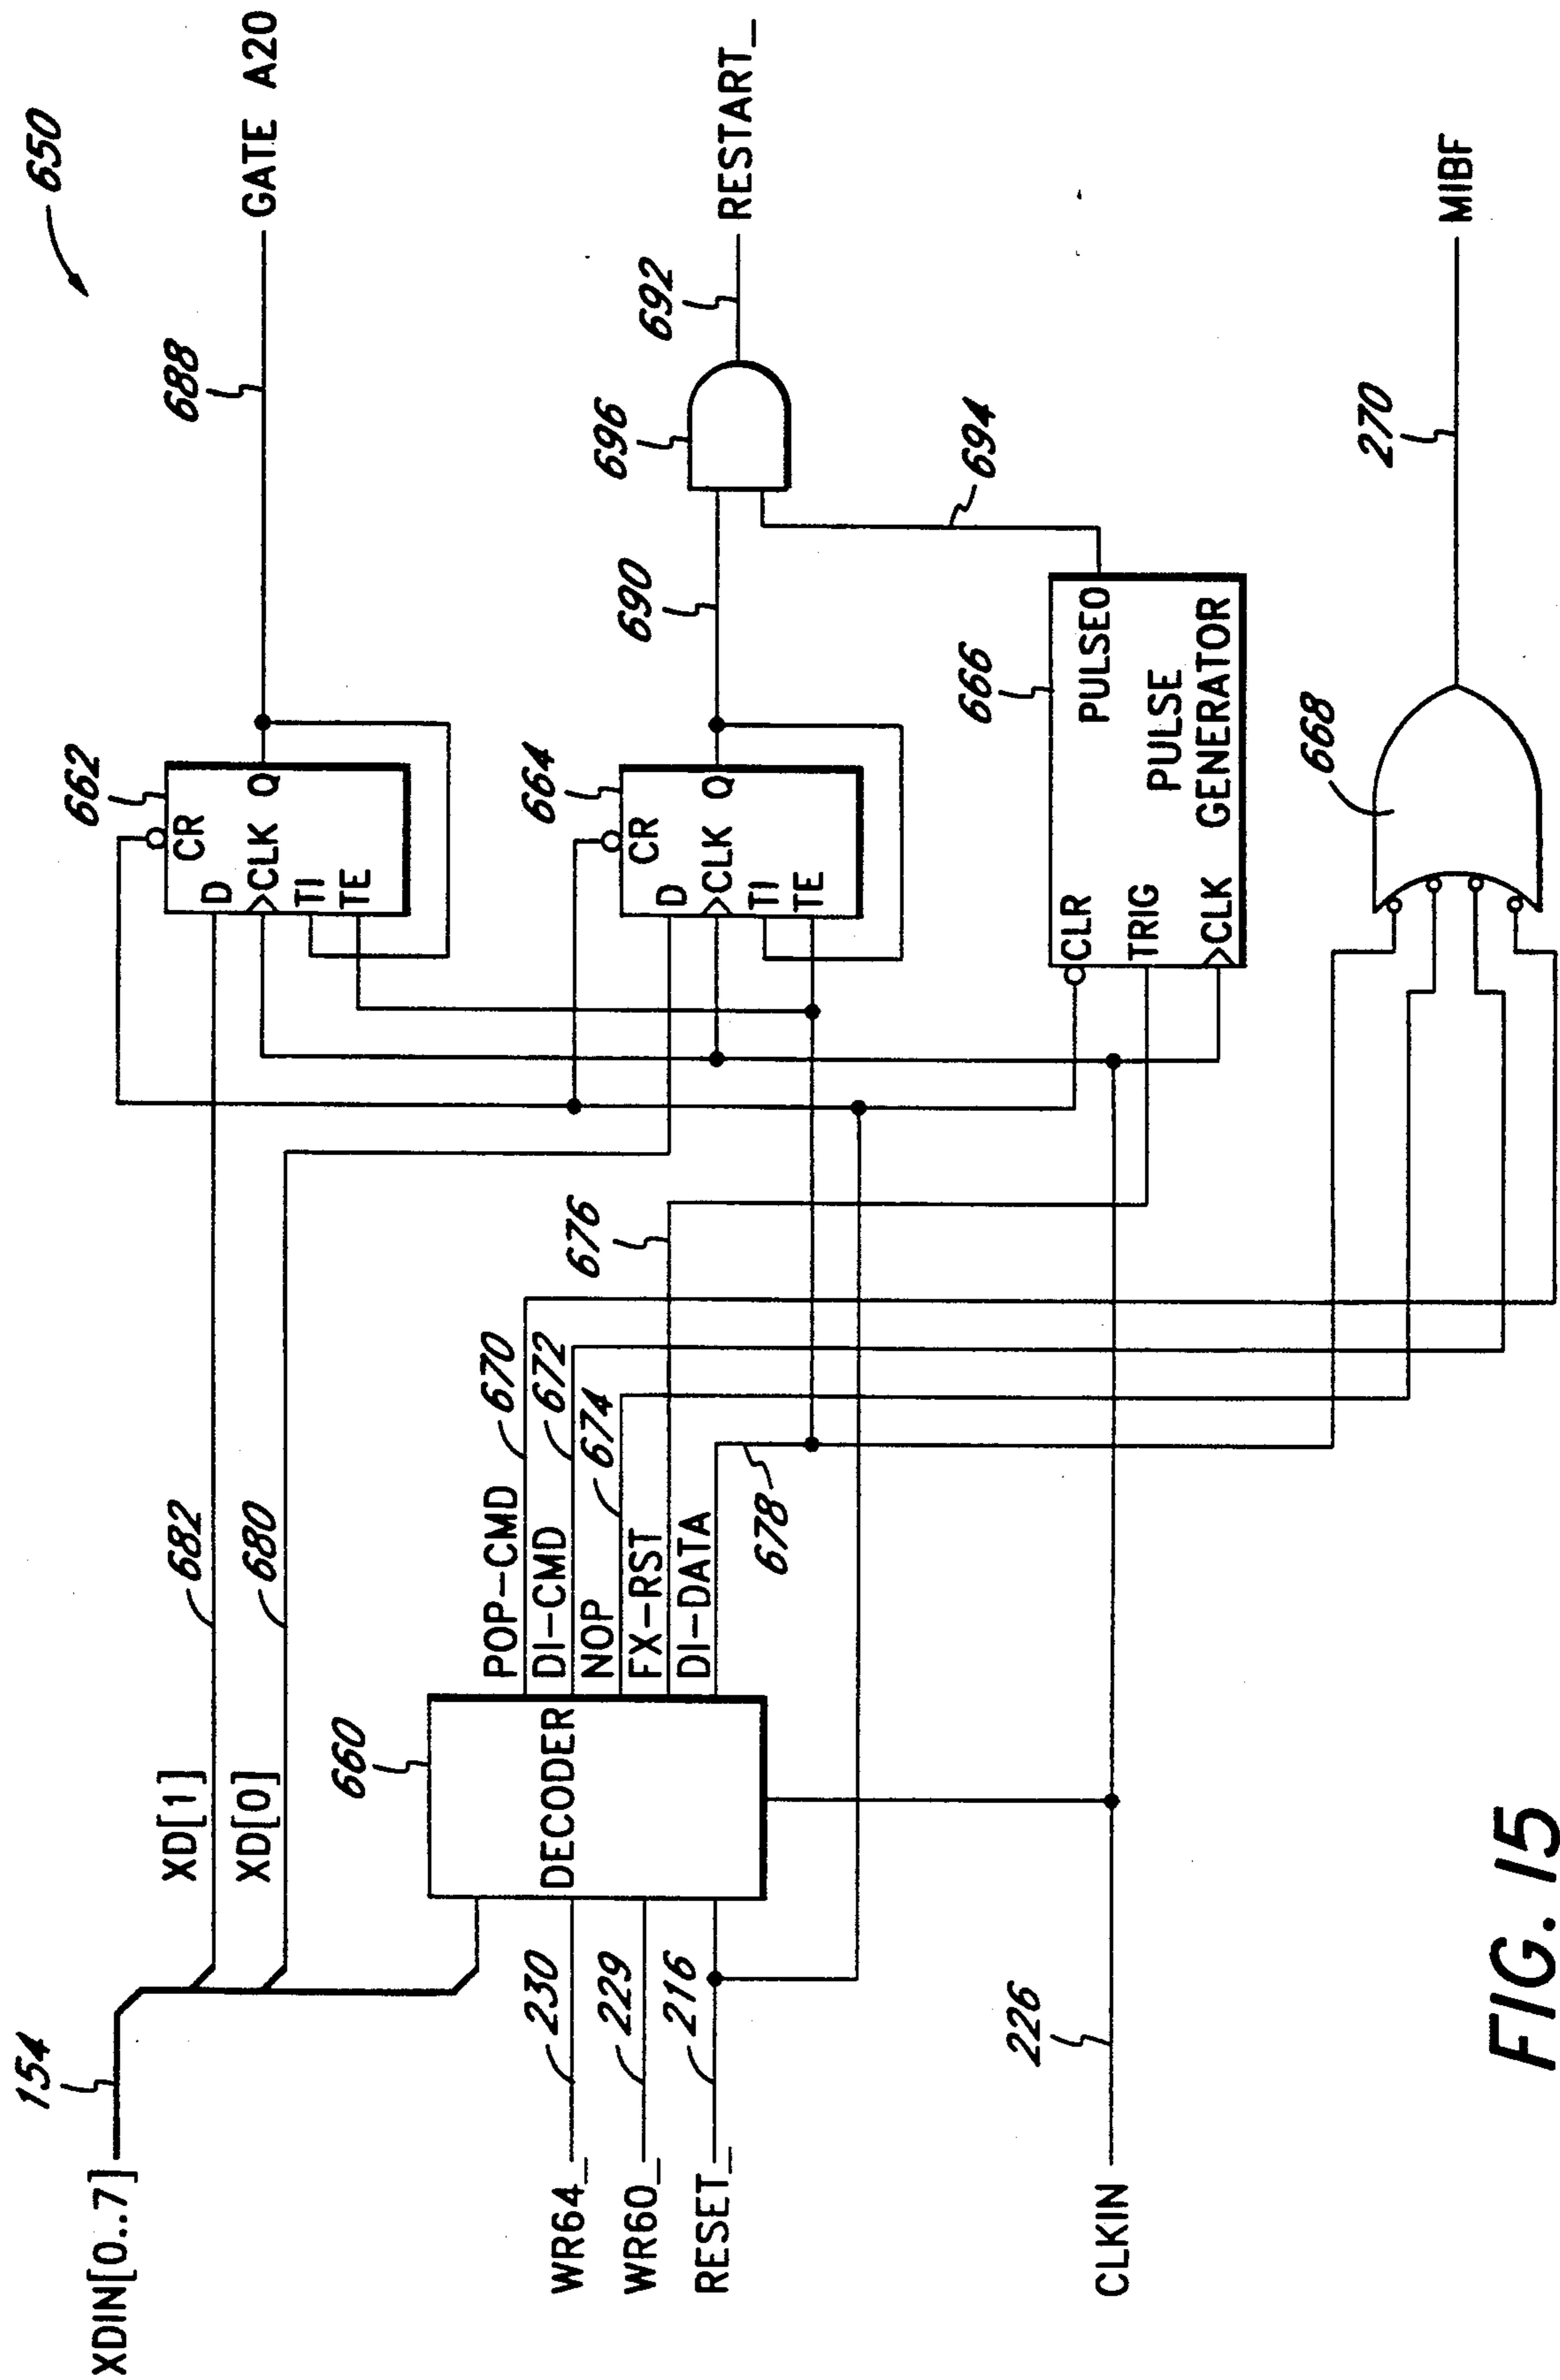 650
154
XDIN[0..7]
XD[1]
682
XD[0]
680
662
CR
D
CLK
Q
TI
TE
688
GATE A20
660
DECODER
WR64_
230
WR60_
229
RESET_
216
POP-CMD
670
DI-CMD
672
NOP
674
FX-RST
676
DI-DATA
678
664
CR
D
CLK
Q
TI
TE
690
696
692
RESTART_
694
666
CLR
PULSEO
TRIG
PULSE
GENERATOR
CLK
CLKIN
226
668
270
MIBF
FIG. 15